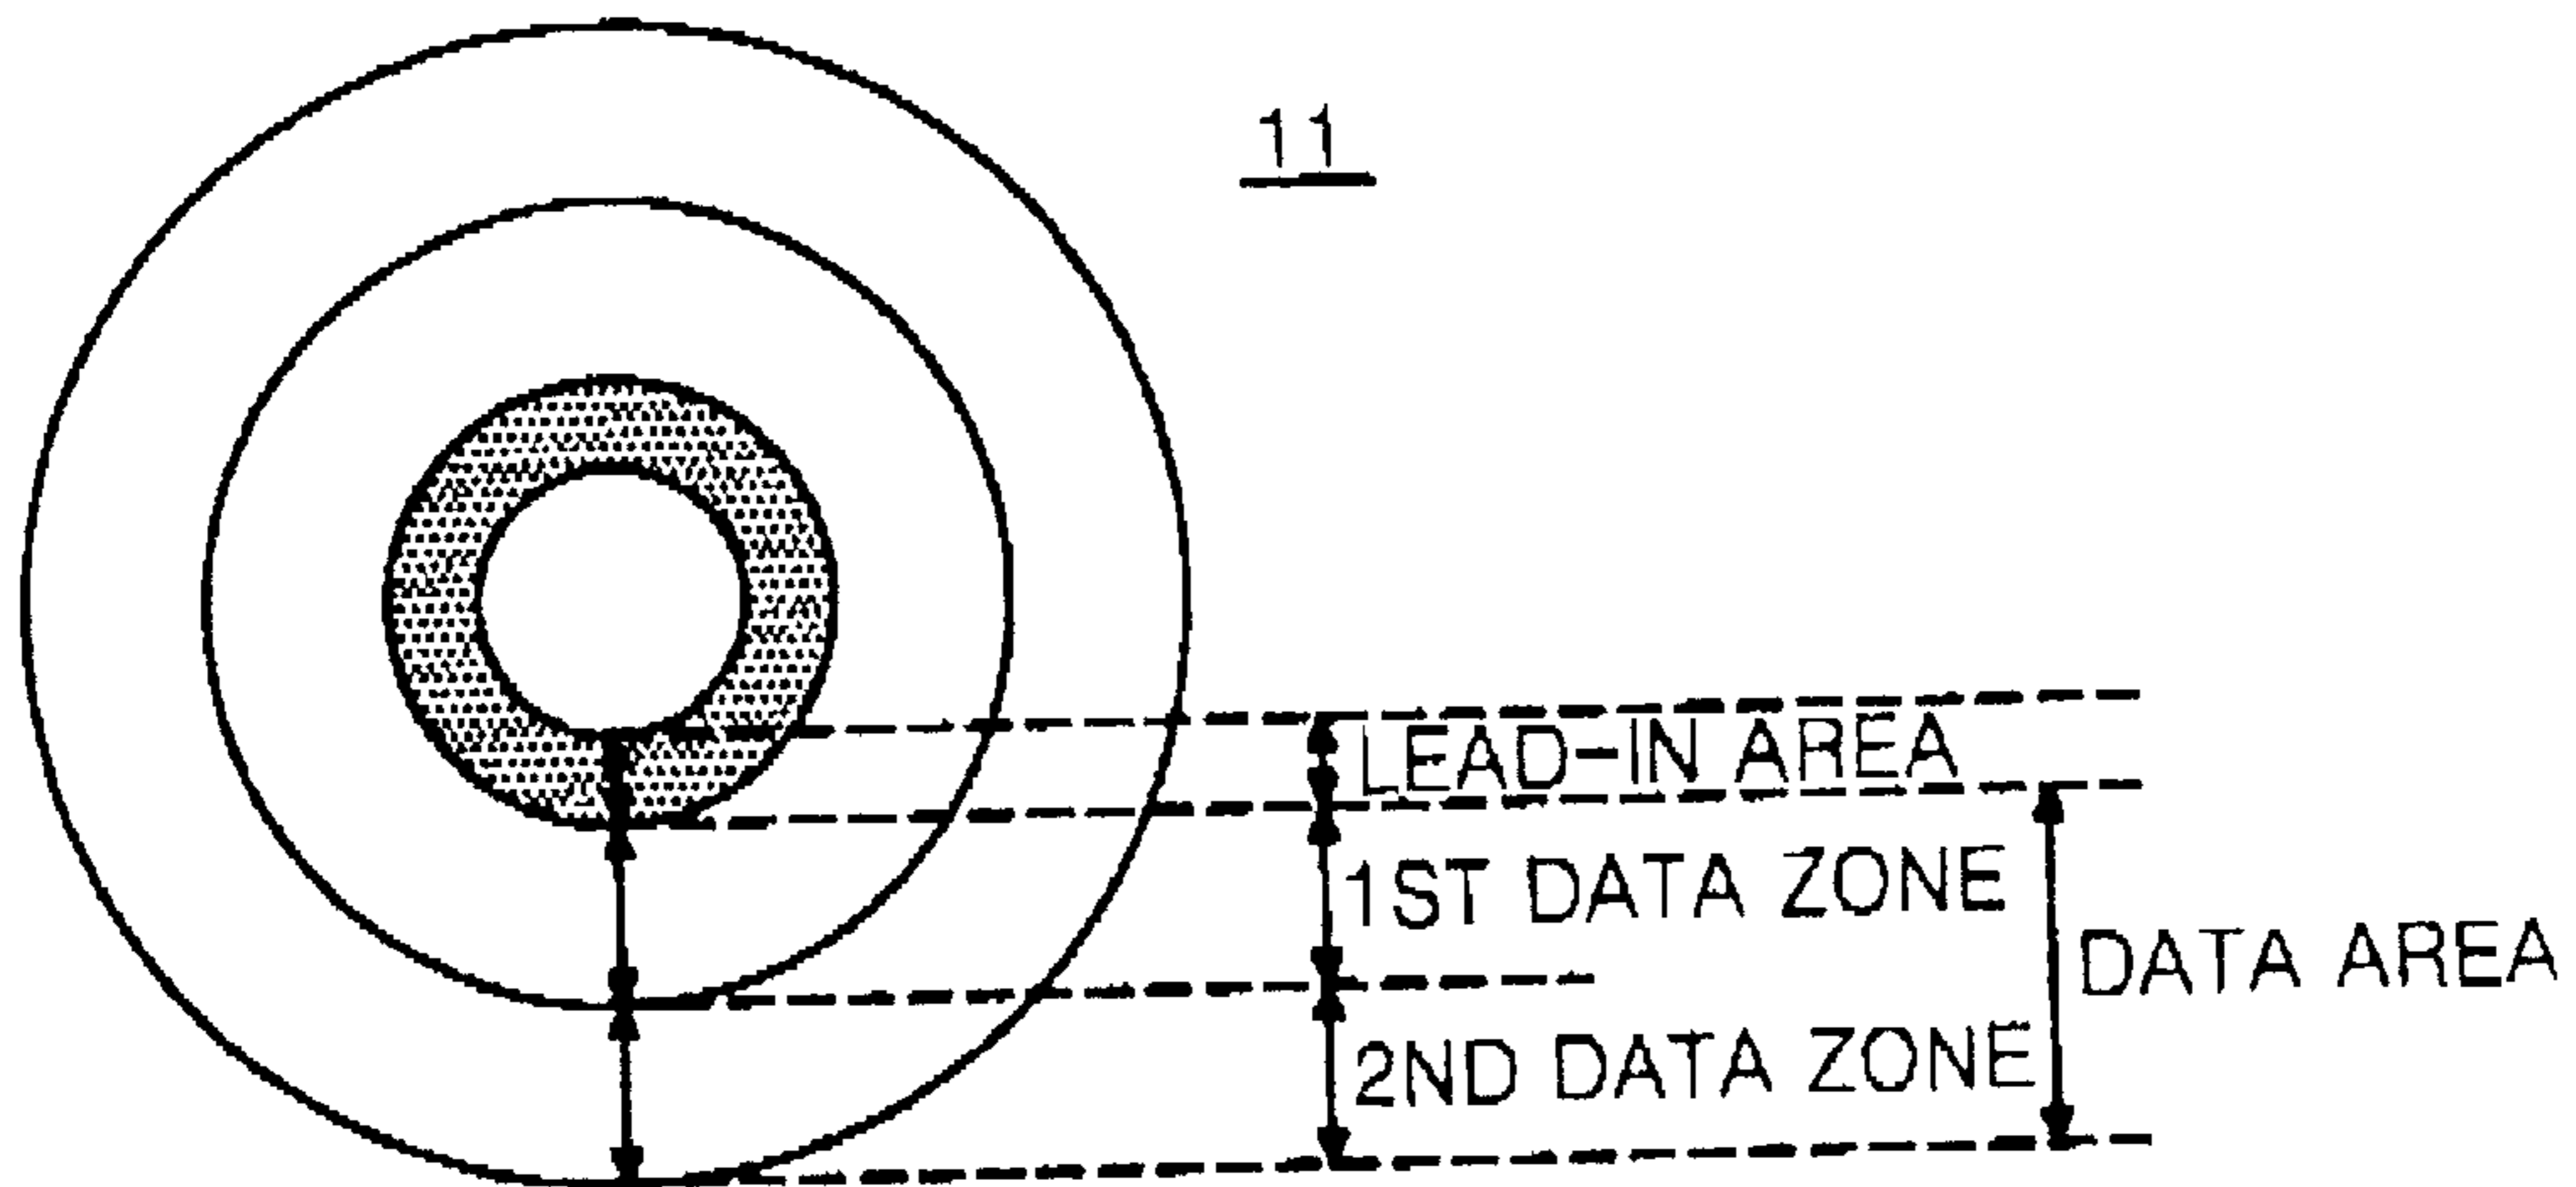 11
LEAD-IN AREA
1ST DATA ZONE
DATA AREA
2ND DATA ZONE